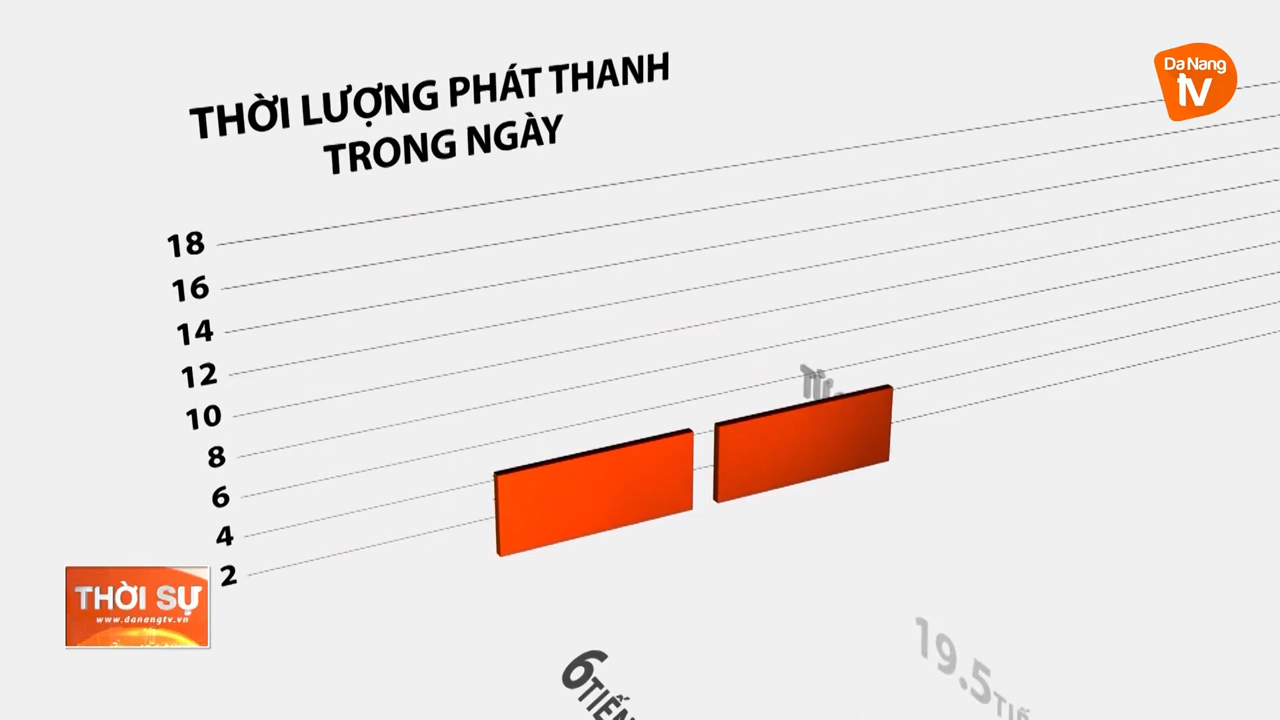 Da Nang
tv
THỜI LƯỢNG PHÁT THANH
TRONG NGÀY
18
16
14
12
10
8
6
4
2
THỜI SỰ
www.danangtv.vn
6
19.5